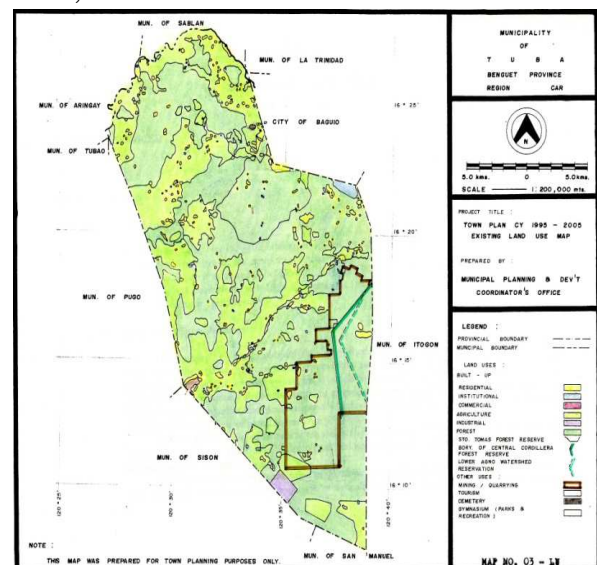 MUN. OF SABLAN
MUN. OF LA TRINIDAD
MUN. OF ARINGAY
16° 25'
CITY OF BAGUIO
MUN. OF TUBAO
16° 20'
MUN. OF PUGO
MUN. OF ITOGON
16° 15'
MUN. OF SISON
16° 10'
120° 25'
120° 30'
120° 35'
120° 40'
NOTE :
THIS MAP WAS PREPARED FOR TOWN PLANNING PURPOSES ONLY.
MUN. OF SAN MANUEL
MUNICIPALITY
OF
T U B A
BENGUET PROVINCE
REGION CAR
N
5.0 kms. 0 5.0 kms.
SCALE 1: 200,000 mts.
PROJECT TITLE :
TOWN PLAN CY 1995 - 2005
EXISTING LAND USE MAP
PREPARED BY :
MUNICIPAL PLANNING & DEV'T
COORDINATOR'S OFFICE
LEGEND :
PROVINCIAL BOUNDARY
MUNICIPAL BOUNDARY
LAND USES :
BUILT - UP
RESIDENTIAL
INSTITUTIONAL
COMMERCIAL
AGRICULTURE
INDUSTRIAL
FOREST
STO. TOMAS FOREST RESERVE
BDRY. OF CENTRAL CORDILLERA
FOREST RESERVE
LOWER AGNO WATERSHED
RESERVATION
OTHER USES :
MINING / QUARRYING
TOURISM
CEMETERY
GYMNASIUM (PARKS &
RECREATION)
MAP NO. 03 - LU